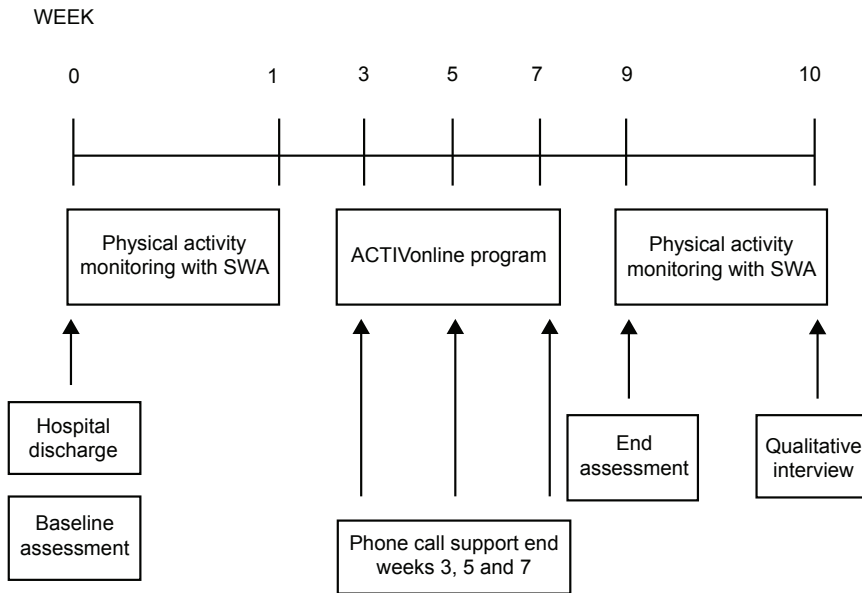 WEEK
0 1 3 5 7 9 10
Physical activity
monitoring with SWA
ACTIVonline program
Physical activity
monitoring with SWA
Hospital
discharge
End
assessment
Qualitative
interview
Baseline
assessment
Phone call support end
weeks 3, 5 and 7